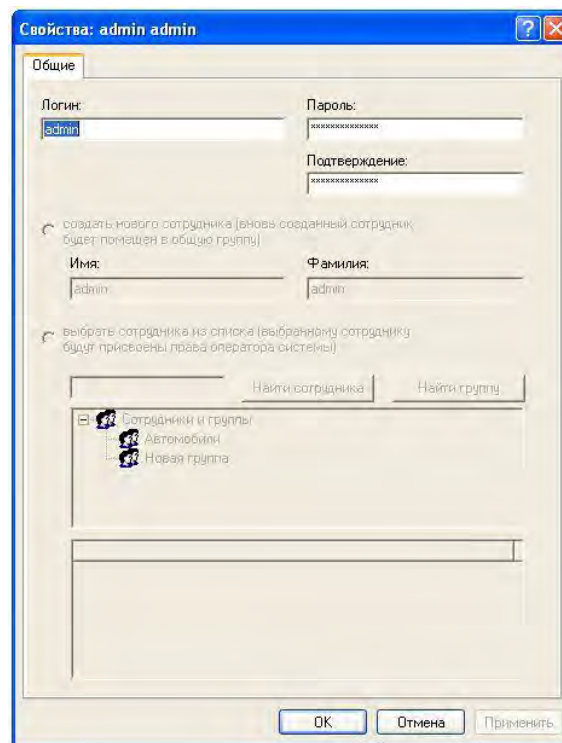 Свойства: admin admin
Общие
Логин:
Пароль:
admin
**************
Подтверждение:
**************
создать нового сотрудника (вновь созданный сотрудник
будет помещен в общую группу)
Имя:
Фамилия:
admin
admin
выбрать сотрудника из списка (выбранному сотруднику
будут присвоены права оператора системы)
Найти сотрудника
Найти группу
Сотрудники и группы
Автомобили
Новая группа
OK
Отмена
Применить